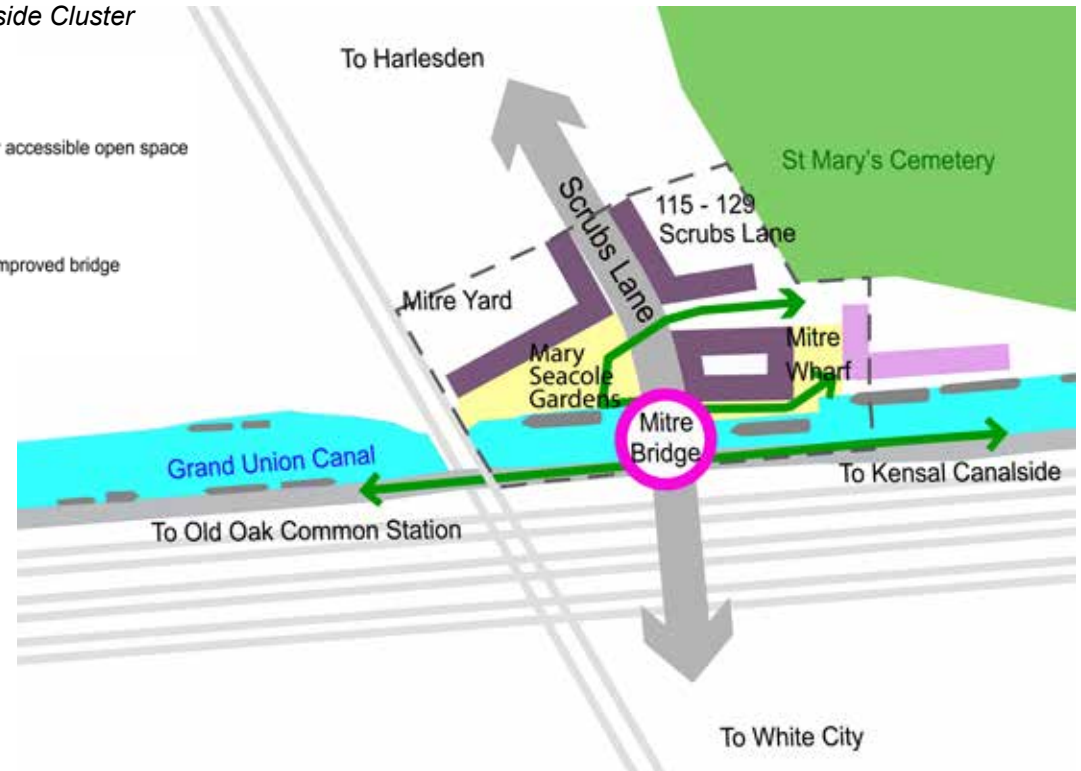 side Cluster
To Harlesden
accessible open space
St Mary's Cemetery
115 - 129
Scrubs Lane
Scrubs Lane
improved bridge
Mitre Yard
Mary
Seacole
Gardens
Mitre
Wharf
Mitre
Bridge
Grand Union Canal
To Kensal Canalside
To Old Oak Common Station
To White City